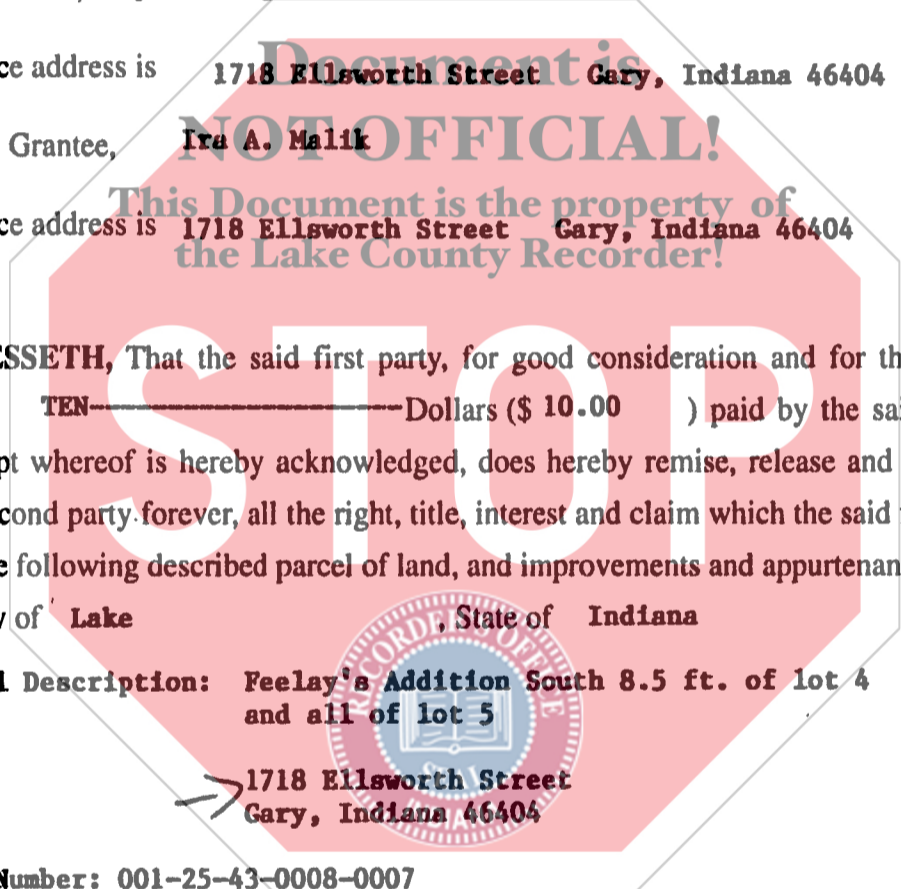 ce address is 1718 Ellsworth Street Gary, Indiana 46404
Document is
NOT OFFICIAL!
Grantee, Ira A. Malik
This Document is the property of
ce address is 1718 Ellsworth Street Gary, Indiana 46404
the Lake County Recorder!
STOP
ESSETH, That the said first party, for good consideration and for th
TEN Dollars ($ 10.00 ) paid by the sai
pt whereof is hereby acknowledged, does hereby remise, release and
cond party forever, all the right, title, interest and claim which the said
e following described parcel of land, and improvements and appurtenan
y of Lake , State of Indiana
RECORDER'S OFFICE
l Description: Feelay's Addition South 8.5 ft. of lot 4
and all of lot 5
SEAL
1718 Ellsworth Street
Gary, Indiana 46404
Number: 001-25-43-0008-0007